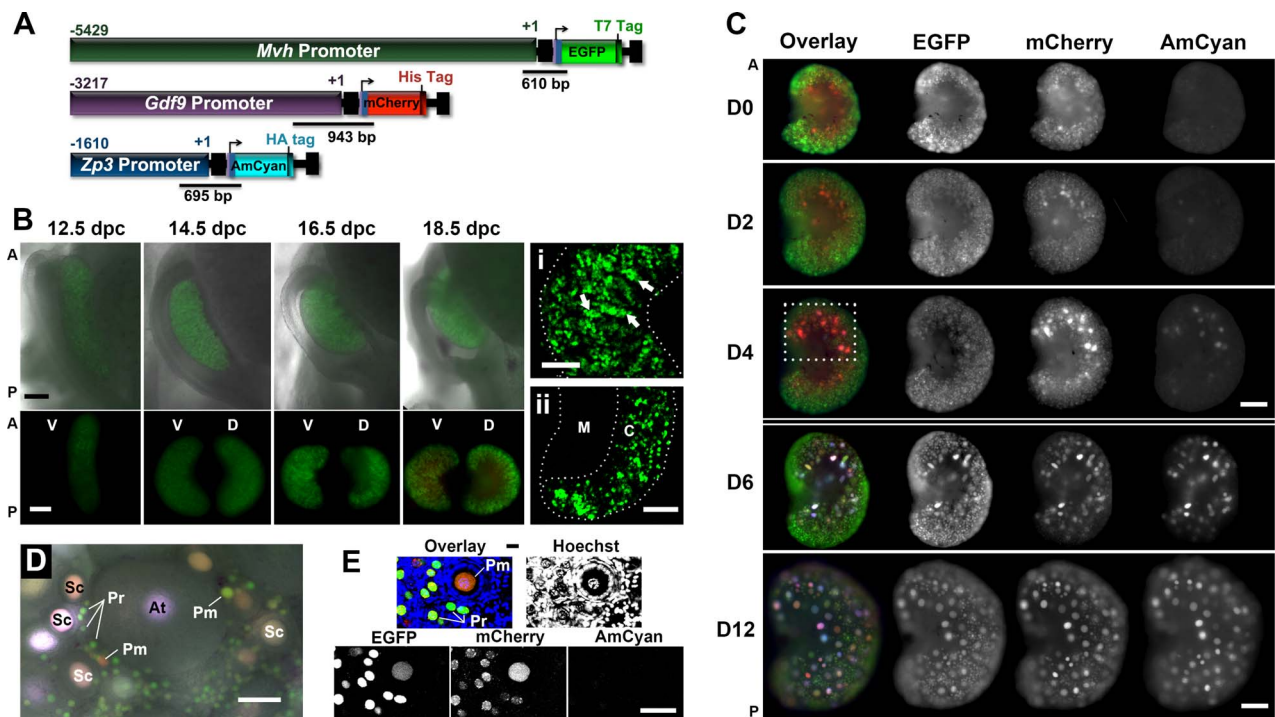 A
-5429
+1
T7 Tag
Mvh Promoter
EGFP
610 bp
-3217
+1
His Tag
Gdf9 Promoter
mCherry
943 bp
-1610
+1
HA tag
Zp3 Promoter
AmCyan
695 bp
B
12.5 dpc 14.5 dpc 16.5 dpc 18.5 dpc
A
P
A
P
V
V D
V D
V D
i
ii
M
C
C
Overlay EGFP mCherry AmCyan
A
D0
D2
D4
D6
D12
P
D
Sc
Pr
Sc
At
Pm
Sc
Pm
Sc
E
Overlay Hoechst
Pm
Pr
EGFP mCherry AmCyan